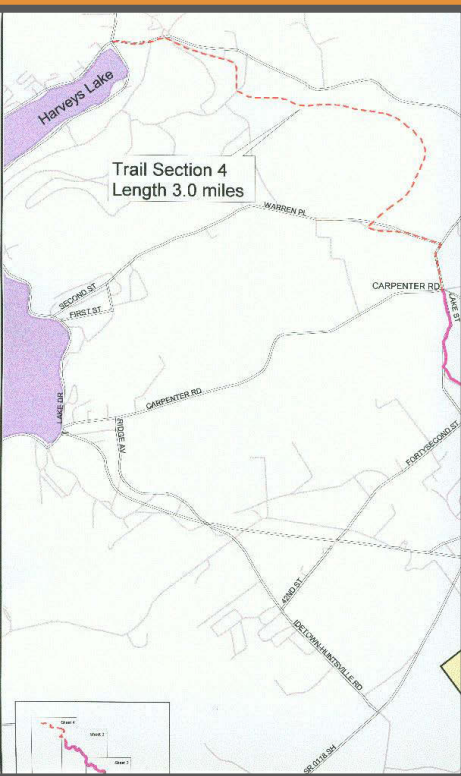 Harveys Lake
Trail Section 4
Length 3.0 miles
WARREN PL
CARPENTER RD
LAKE ST
SECOND ST
FIRST ST
LAKE DR
CARPENTER RD
RIDGE AV
FORTYSECOND ST
42ND ST
IDETOWN-HUNTSVILLE RD
SR 0118 SH
Sheet 4
Sheet 3
Sheet 2